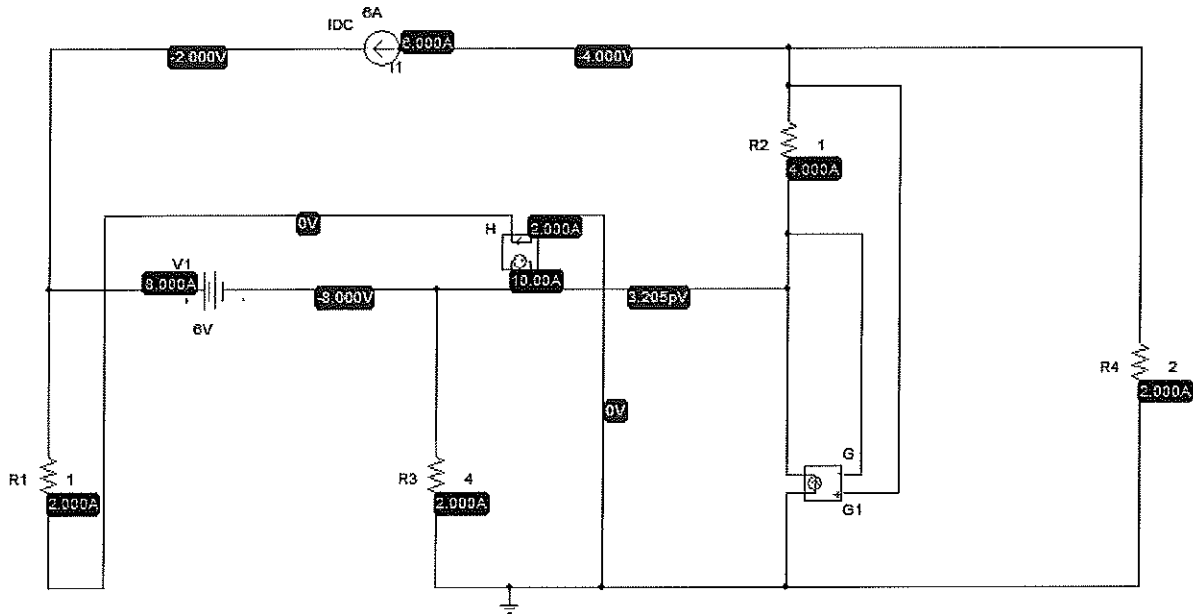 6A
IDC
6.000A
I1
-2.000V
-4.000V
R2 1
4.000A
0V
H
2.000A
10.00A
V1
8.000A
6V
-8.000V
3.205pV
R4 2
2.000A
0V
R1 1
2.000A
R3 4
2.000A
G
G1